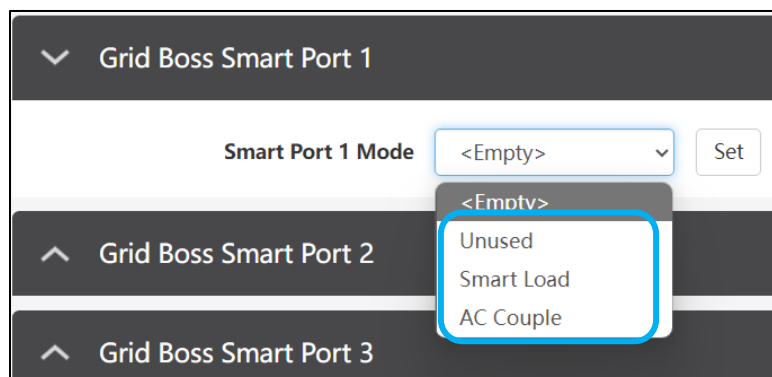 Grid Boss Smart Port 1
Smart Port 1 Mode <Empty> Set
<Empty>
Unused
Grid Boss Smart Port 2
Smart Load
AC Couple
Grid Boss Smart Port 3